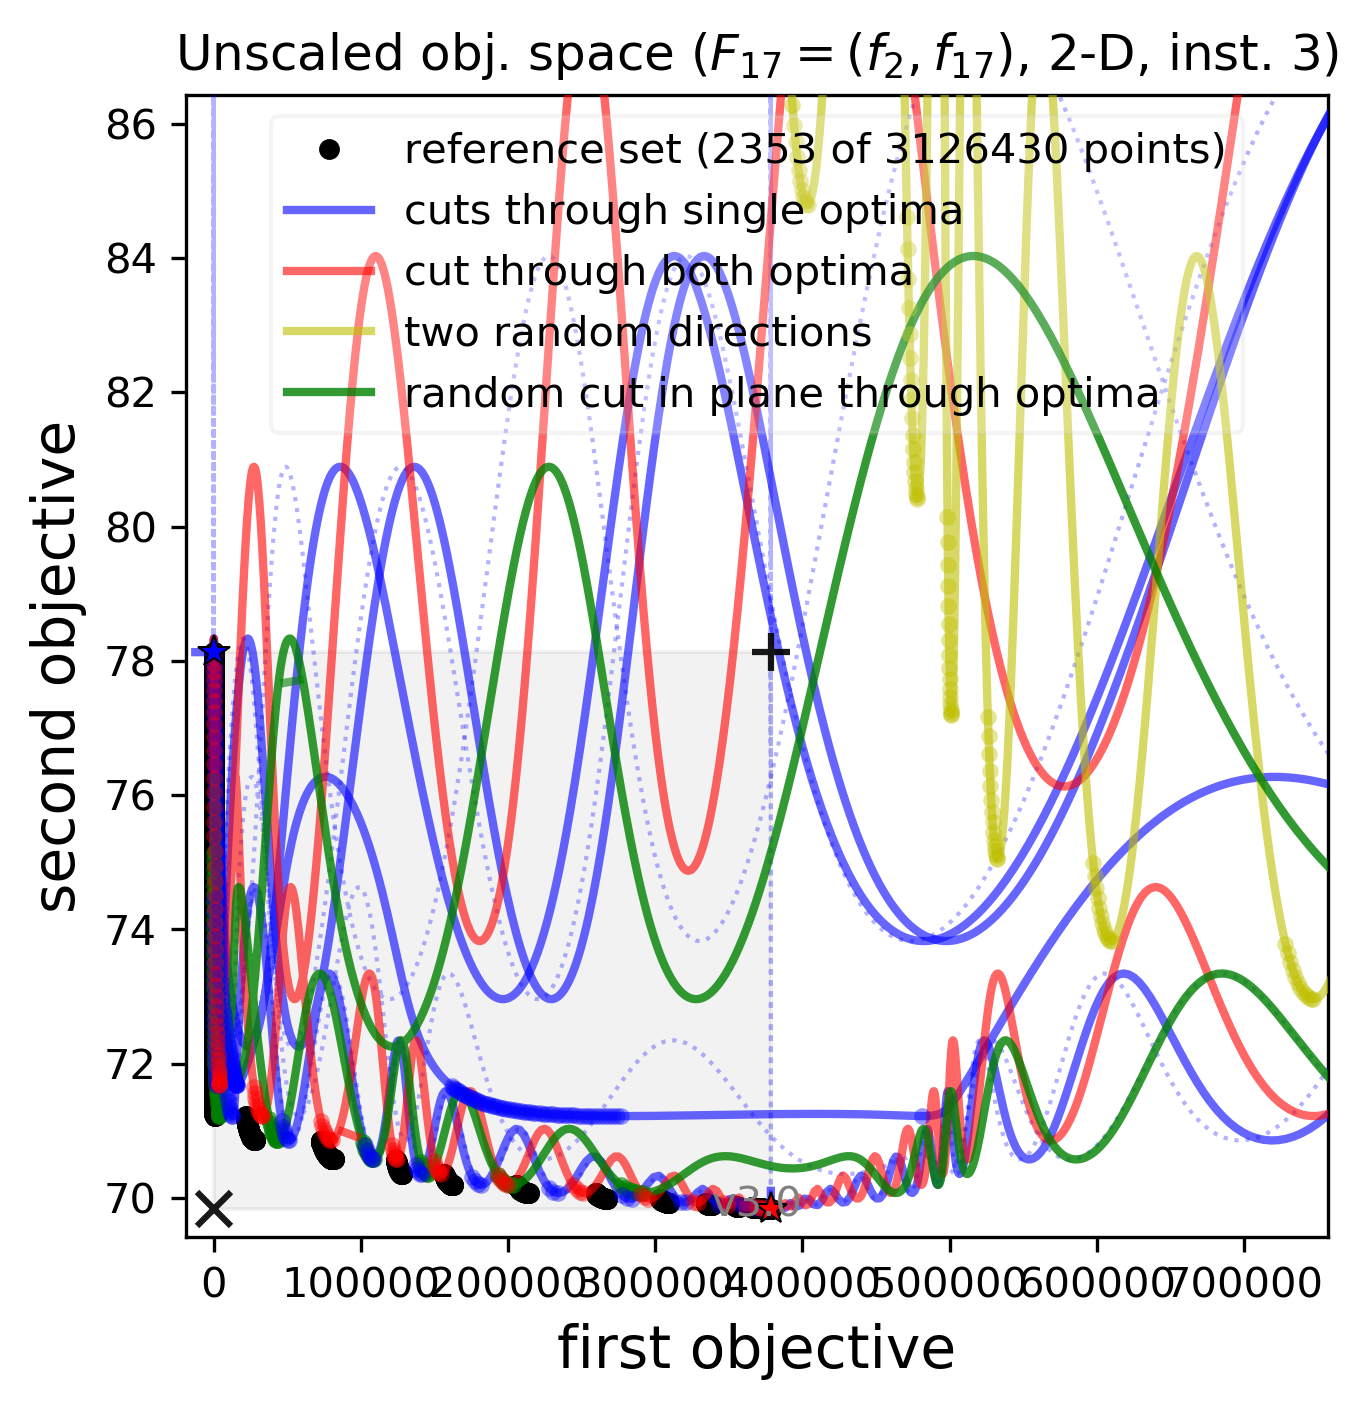 Unscaled obj. space (F17 = (f2, f17), 2-D, inst. 3)
86
84
82
80
78
76
74
72
70
second objective
reference set (2353 of 3126430 points)
cuts through single optima
cut through both optima
two random directions
random cut in plane through optima
v3.0
0 100000 200000 300000 400000 500000 600000 700000
first objective